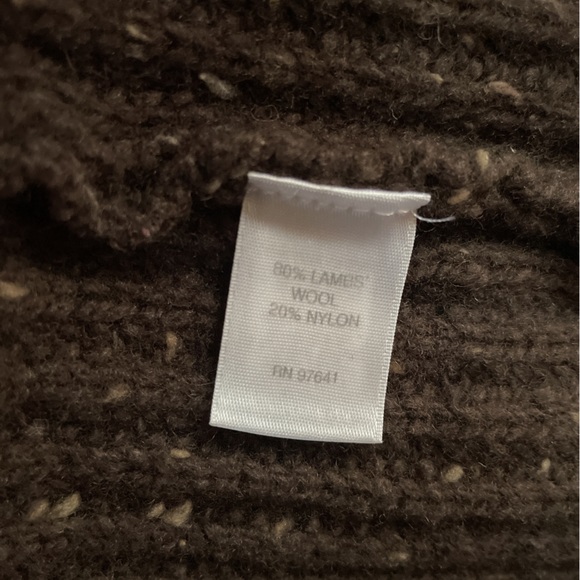 80% LAMBS'
WOOL
20% NYLON
RN 97641